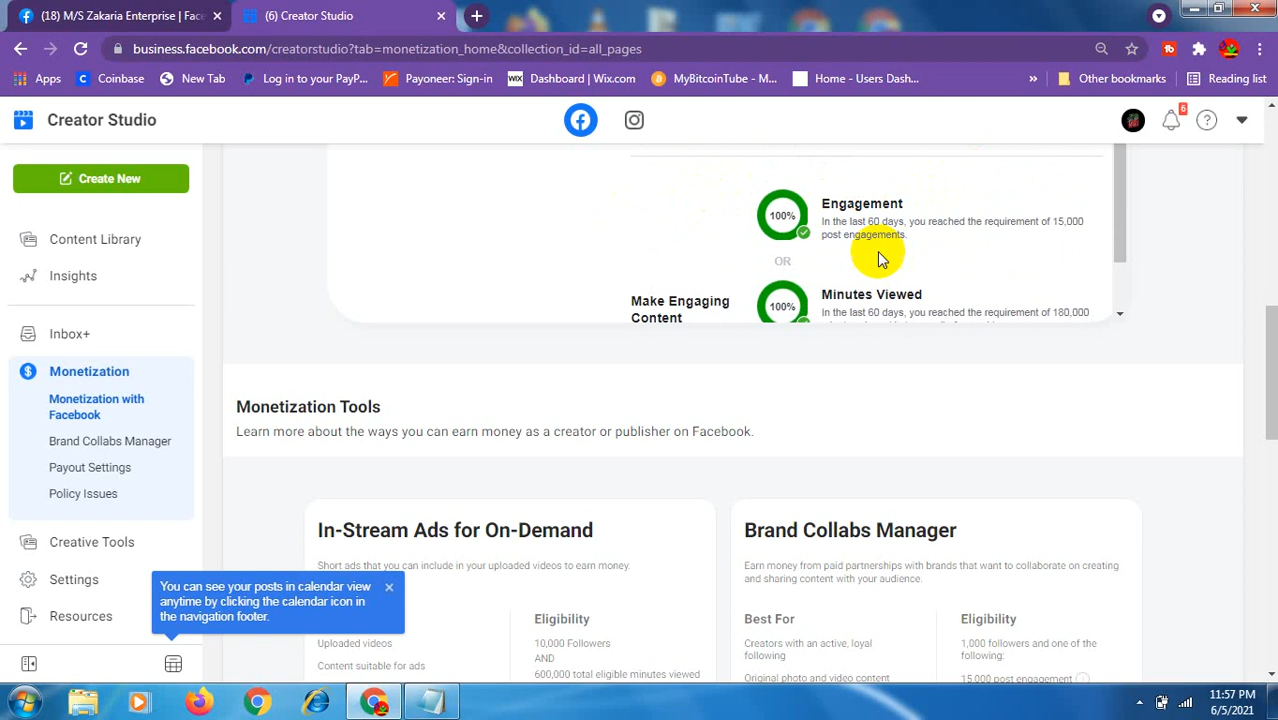 (18) M/S Zakaria Enterprise | Face
(6) Creator Studio
business.facebook.com/creatorstudio?tab=monetization_home&collection_id=all_pages
Apps
Coinbase
New Tab
Log in to your PayP...
Payoneer: Sign-in
WIX
Dashboard | Wix.com
MyBitcoinTube - M...
Home - Users Dash...
»
Other bookmarks
Reading list
Creator Studio
6
Create New
Content Library
Insights
Inbox+
Monetization
Monetization with
Facebook
Brand Collabs Manager
Payout Settings
Policy Issues
Creative Tools
Settings
Resources
You can see your posts in calendar view
anytime by clicking the calendar icon in
the navigation footer.
100%
Engagement
In the last 60 days, you reached the requirement of 15,000
post engagements.
OR
Make Engaging
Content
100%
Minutes Viewed
In the last 60 days, you reached the requirement of 180,000
Monetization Tools
Learn more about the ways you can earn money as a creator or publisher on Facebook.
In-Stream Ads for On-Demand
Short ads that you can include in your uploaded videos to earn money.
Uploaded videos
Content suitable for ads
Eligibility
10,000 Followers
AND
600,000 total eligible minutes viewed
Brand Collabs Manager
Earn money from paid partnerships with brands that want to collaborate on creating
and sharing content with your audience.
Best For
Creators with an active, loyal
following
Original photo and video content
Eligibility
1,000 followers and one of the
following:
15,000 post engagement
11:57 PM
6/5/2021